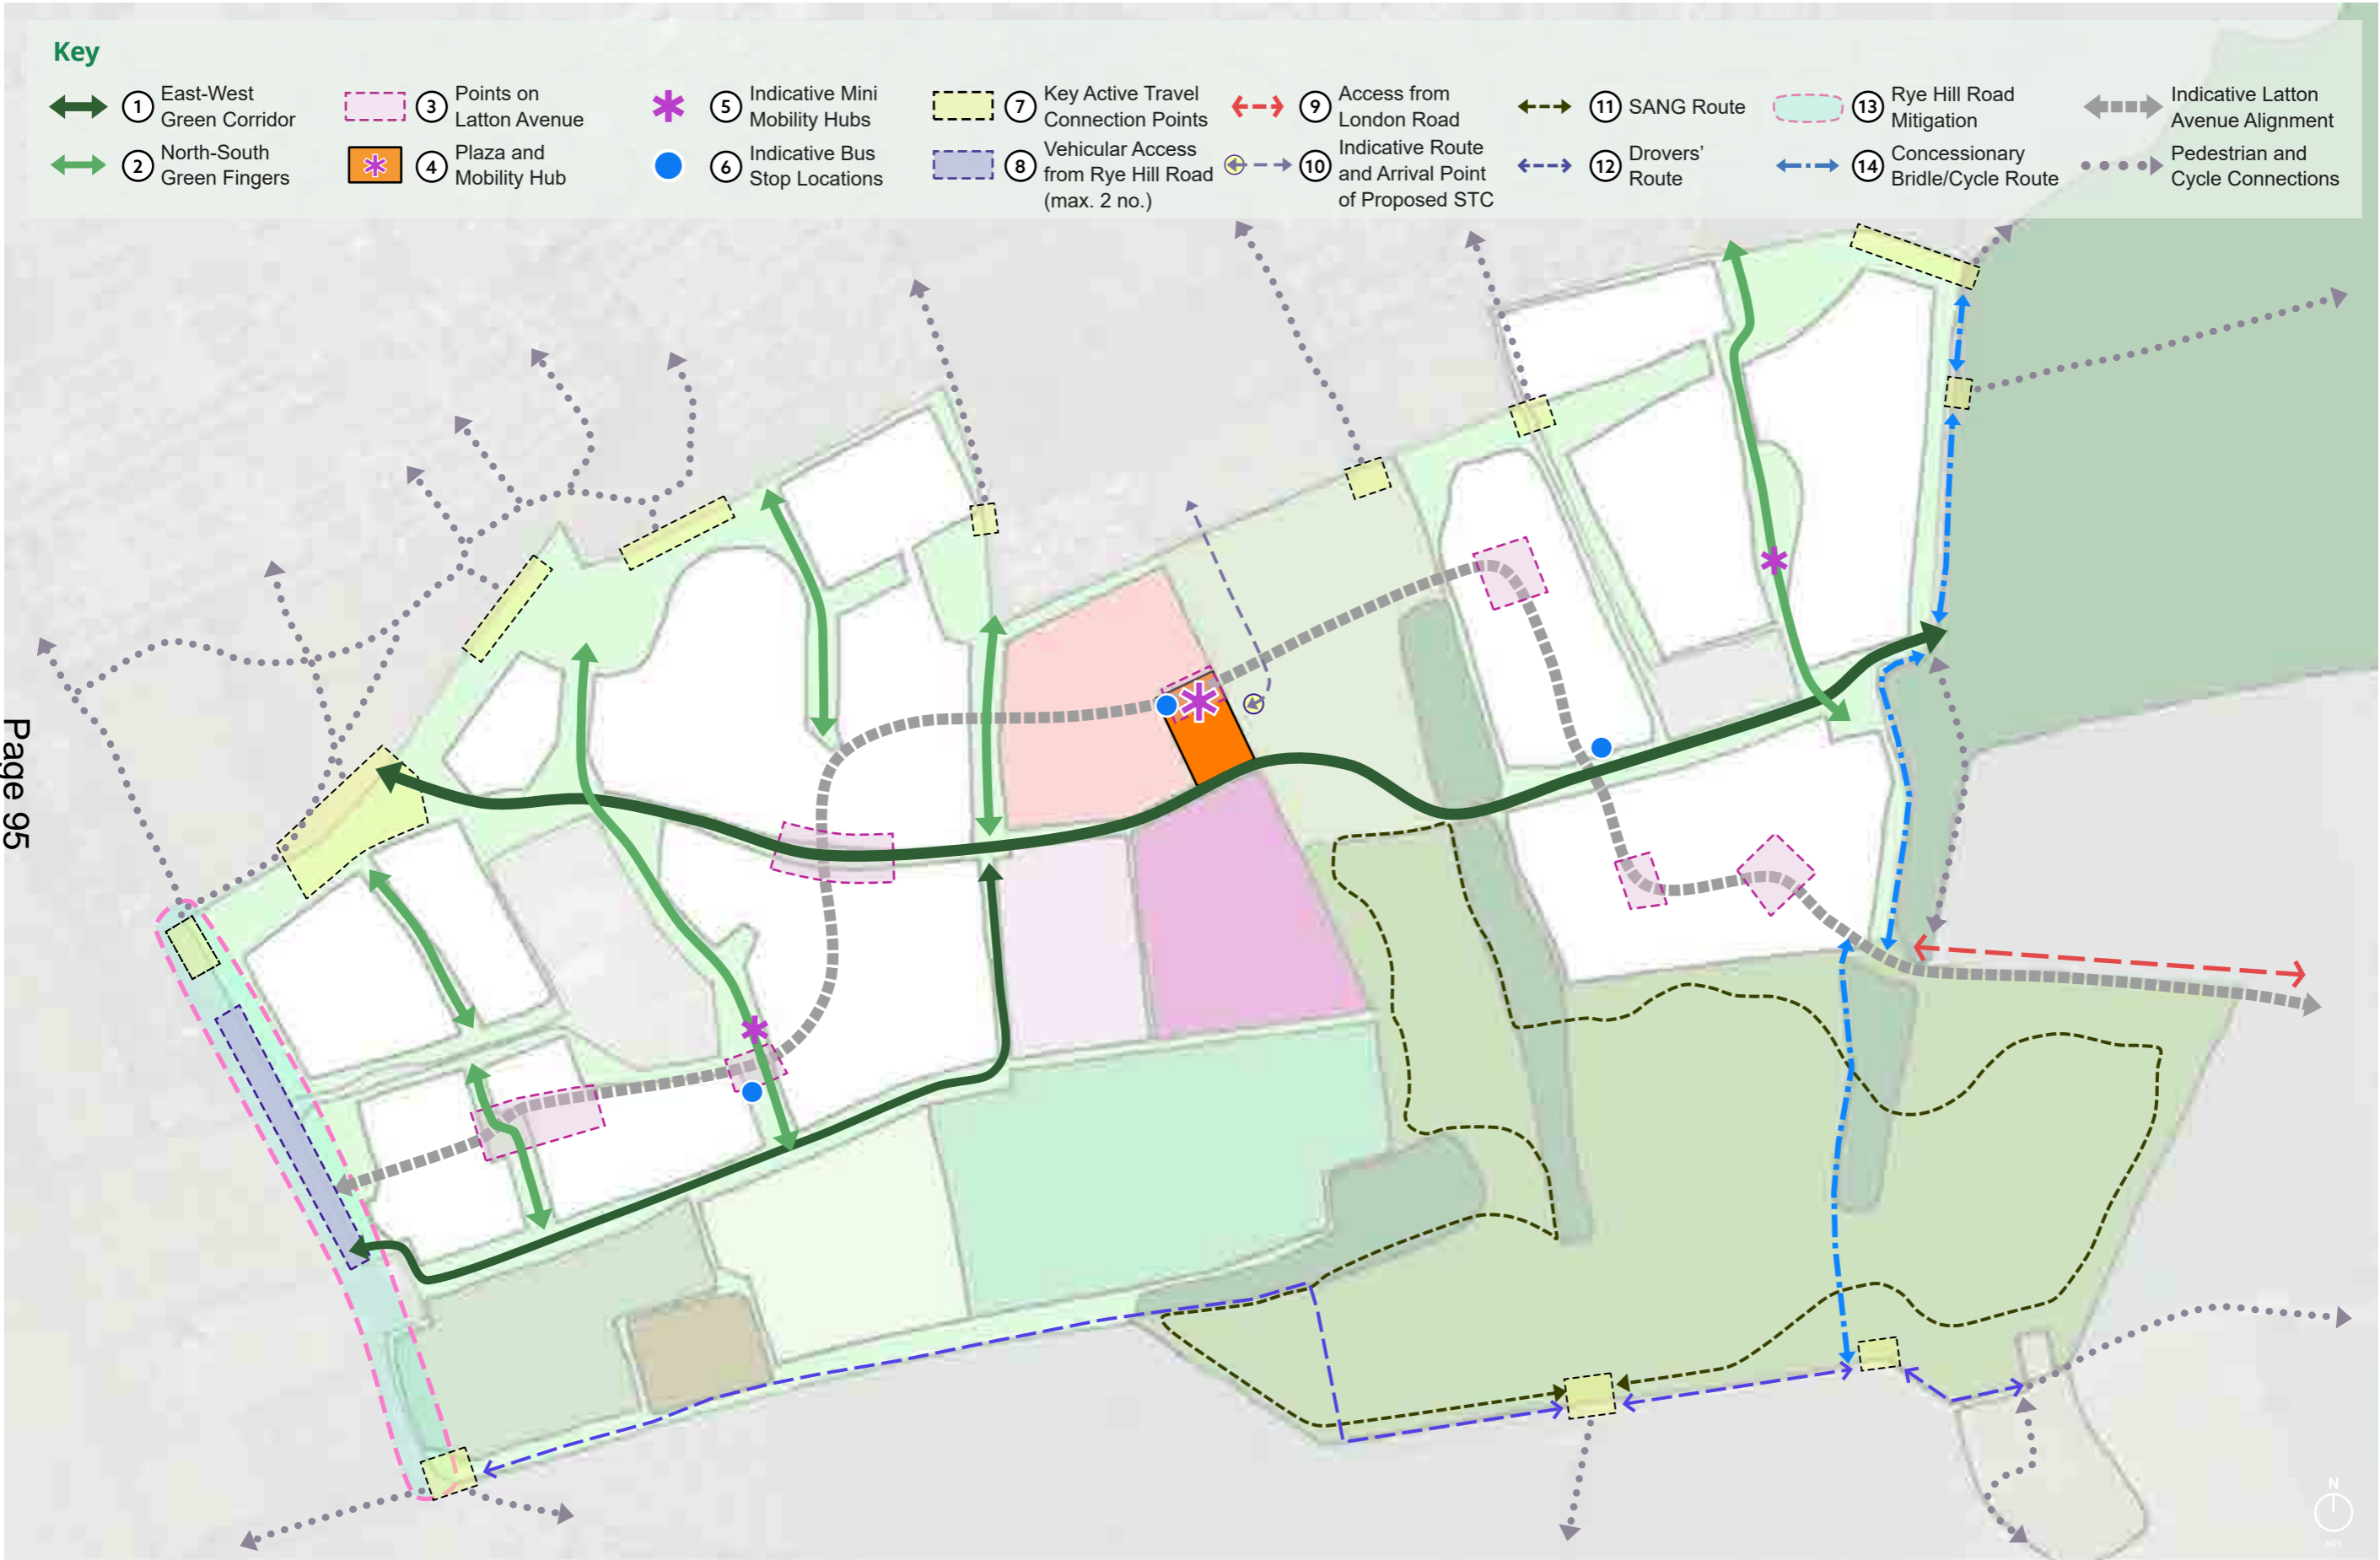 Key
1 East-West
Green Corridor
2 North-South
Green Fingers
3 Points on
Latton Avenue
4 Plaza and
Mobility Hub
5 Indicative Mini
Mobility Hubs
6 Indicative Bus
Stop Locations
7 Key Active Travel
Connection Points
8 Vehicular Access
from Rye Hill Road
(max. 2 no.)
9 Access from
London Road
10 Indicative Route
and Arrival Point
of Proposed STC
11 SANG Route
12 Drovers’
Route
13 Rye Hill Road
Mitigation
14 Concessionary
Bridle/Cycle Route
Indicative Latton
Avenue Alignment
Pedestrian and
Cycle Connections
Page 95
N
NTS